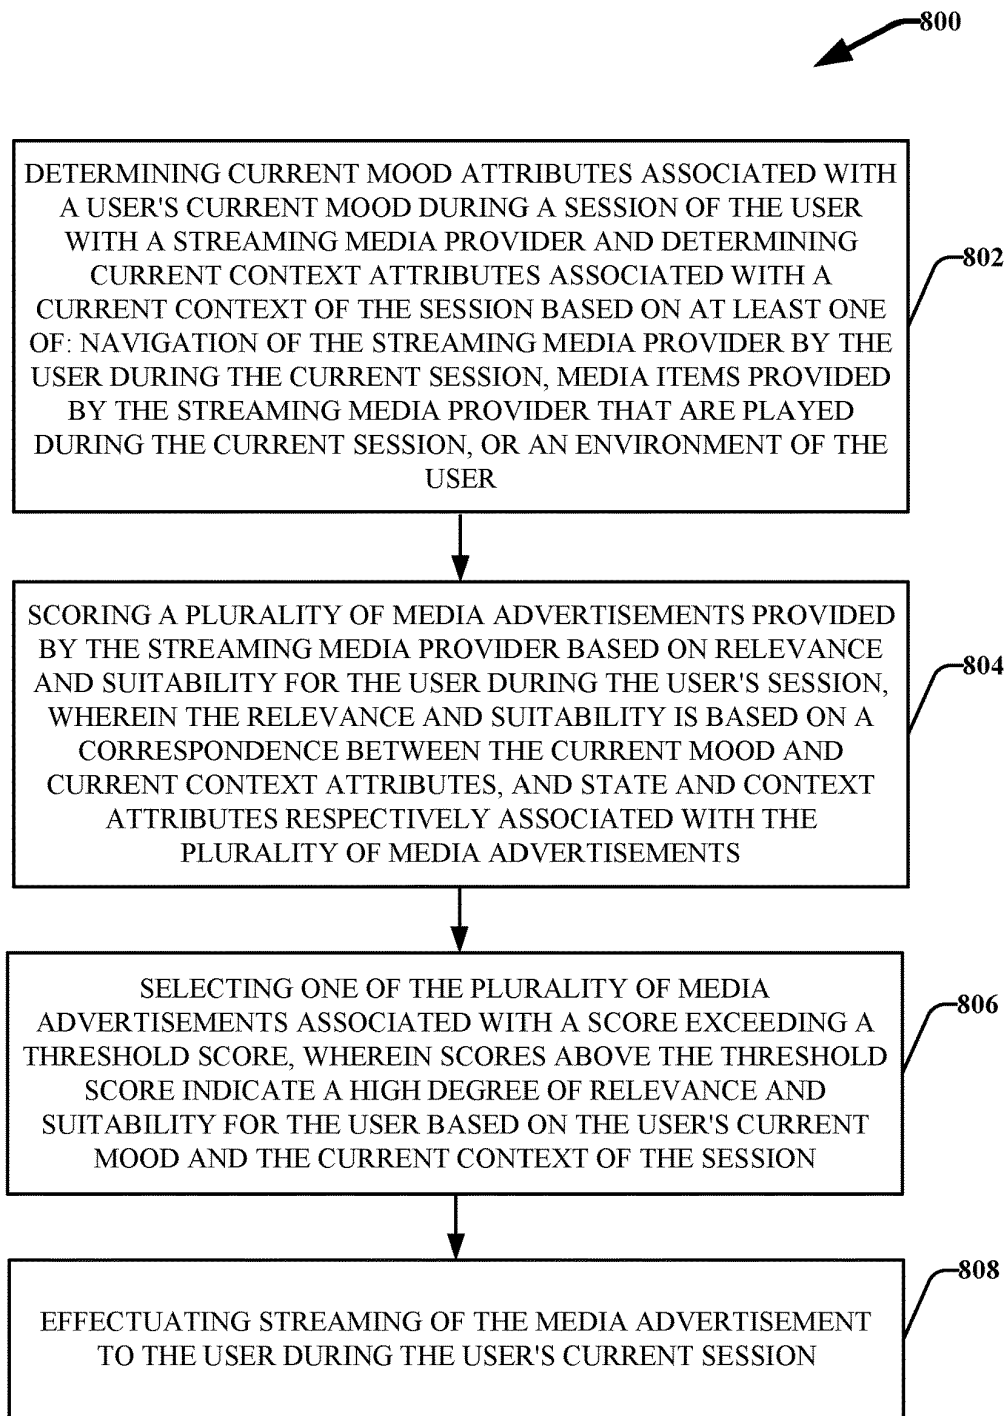 800
DETERMINING CURRENT MOOD ATTRIBUTES ASSOCIATED WITH
A USER'S CURRENT MOOD DURING A SESSION OF THE USER
WITH A STREAMING MEDIA PROVIDER AND DETERMINING
CURRENT CONTEXT ATTRIBUTES ASSOCIATED WITH A
CURRENT CONTEXT OF THE SESSION BASED ON AT LEAST ONE
OF: NAVIGATION OF THE STREAMING MEDIA PROVIDER BY THE
USER DURING THE CURRENT SESSION, MEDIA ITEMS PROVIDED
BY THE STREAMING MEDIA PROVIDER THAT ARE PLAYED
DURING THE CURRENT SESSION, OR AN ENVIRONMENT OF THE
USER
802
SCORING A PLURALITY OF MEDIA ADVERTISEMENTS PROVIDED
BY THE STREAMING MEDIA PROVIDER BASED ON RELEVANCE
AND SUITABILITY FOR THE USER DURING THE USER'S SESSION,
WHEREIN THE RELEVANCE AND SUITABILITY IS BASED ON A
CORRESPONDENCE BETWEEN THE CURRENT MOOD AND
CURRENT CONTEXT ATTRIBUTES, AND STATE AND CONTEXT
ATTRIBUTES RESPECTIVELY ASSOCIATED WITH THE
PLURALITY OF MEDIA ADVERTISEMENTS
804
SELECTING ONE OF THE PLURALITY OF MEDIA
ADVERTISEMENTS ASSOCIATED WITH A SCORE EXCEEDING A
THRESHOLD SCORE, WHEREIN SCORES ABOVE THE THRESHOLD
SCORE INDICATE A HIGH DEGREE OF RELEVANCE AND
SUITABILITY FOR THE USER BASED ON THE USER'S CURRENT
MOOD AND THE CURRENT CONTEXT OF THE SESSION
806
EFFECTUATING STREAMING OF THE MEDIA ADVERTISEMENT
TO THE USER DURING THE USER'S CURRENT SESSION
808